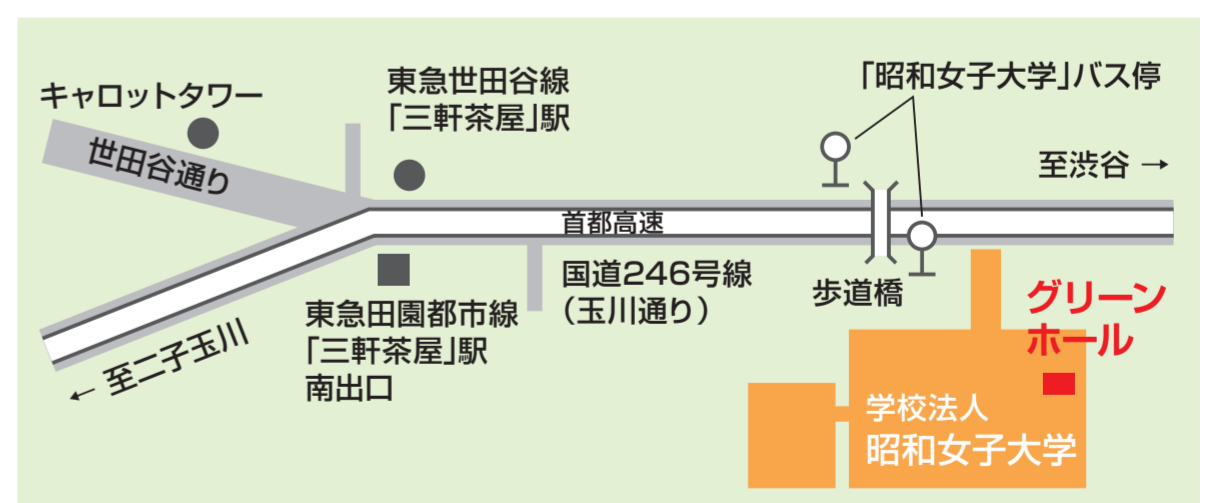 キャロットタワー
世田谷通り
東急世田谷線
「三軒茶屋」駅
「昭和女子大学」バス停
至渋谷 →
首都高速
国道246号線
(玉川通り)
歩道橋
東急田園都市線
「三軒茶屋」駅
南出口
← 至二子玉川
グリーン
ホール
学校法人
昭和女子大学